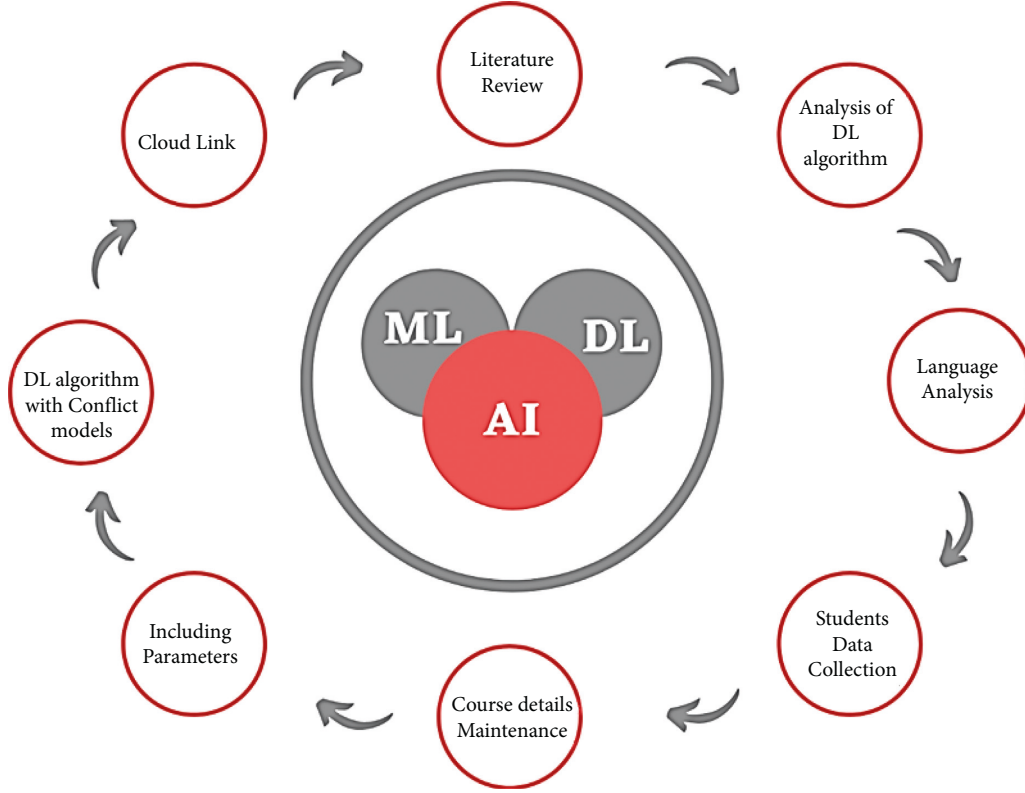 Literature
Review
Analysis of
DL
algorithm
Language
Analysis
Students
Data
Collection
Course details
Maintenance
Including
Parameters
DL algorithm
with Conflict
models
Cloud Link
ML
DL
AI